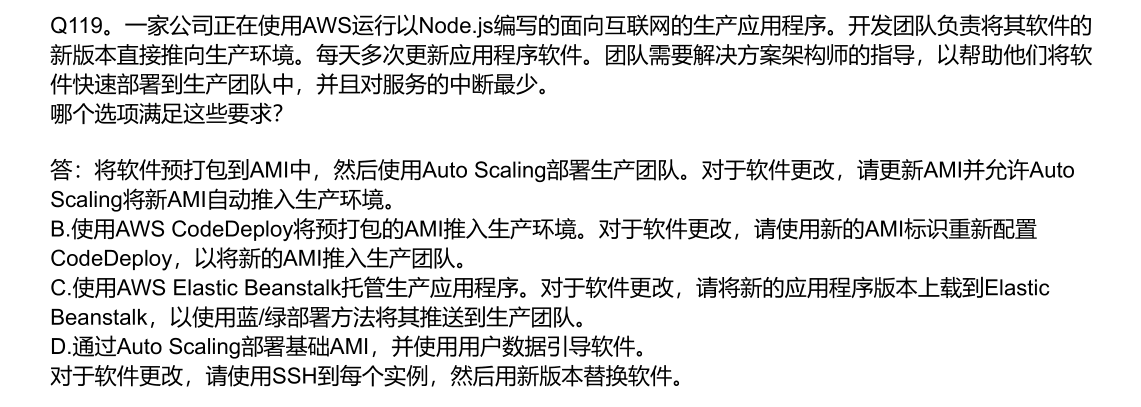 Q119。一家公司正在使用AWS运行以Node.js编写的面向互联网的生产应用程序。开发团队负责将其软件的
新版本直接推向生产环境。每天多次更新应用程序软件。团队需要解决方案架构师的指导，以帮助他们将软
件快速部署到生产团队中，并且对服务的中断最少。
哪个选项满足这些要求？
答：将软件预打包到AMI中，然后使用Auto Scaling部署生产团队。对于软件更改，请更新AMI并允许Auto
Scaling将新AMI自动推入生产环境。
B.使用AWS CodeDeploy将预打包的AMI推入生产环境。对于软件更改，请使用新的AMI标识重新配置
CodeDeploy，以将新的AMI推入生产团队。
C.使用AWS Elastic Beanstalk托管生产应用程序。对于软件更改，请将新的应用程序版本上载到Elastic
Beanstalk，以使用蓝/绿部署方法将其推送到生产团队。
D.通过Auto Scaling部署基础AMI，并使用用户数据引导软件。
对于软件更改，请使用SSH到每个实例，然后用新版本替换软件。